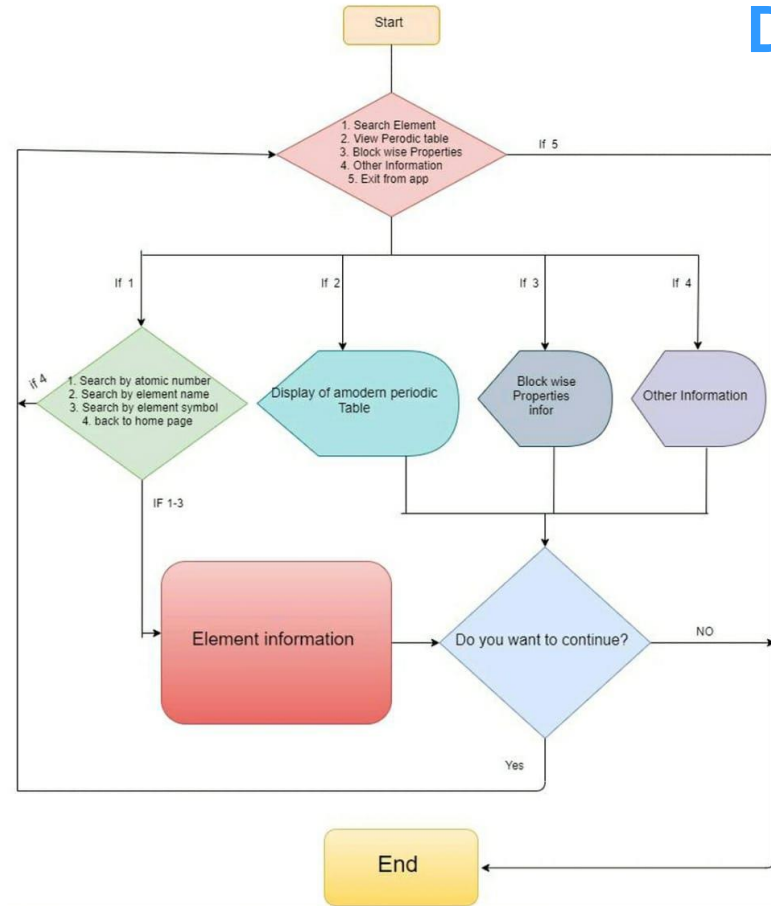 Start
1. Search Element
2. View Perodic table
3. Block wise Properties
4. Other Information
5. Exit from app
If 5
If 1
If 2
If 3
If 4
if 4
1. Search by atomic number
2. Search by element name
3. Search by element symbol
4. back to home page
Display of amodern periodic
Table
Block wise
Properties
infor
Other Information
IF 1-3
Element information
Do you want to continue?
NO
Yes
End